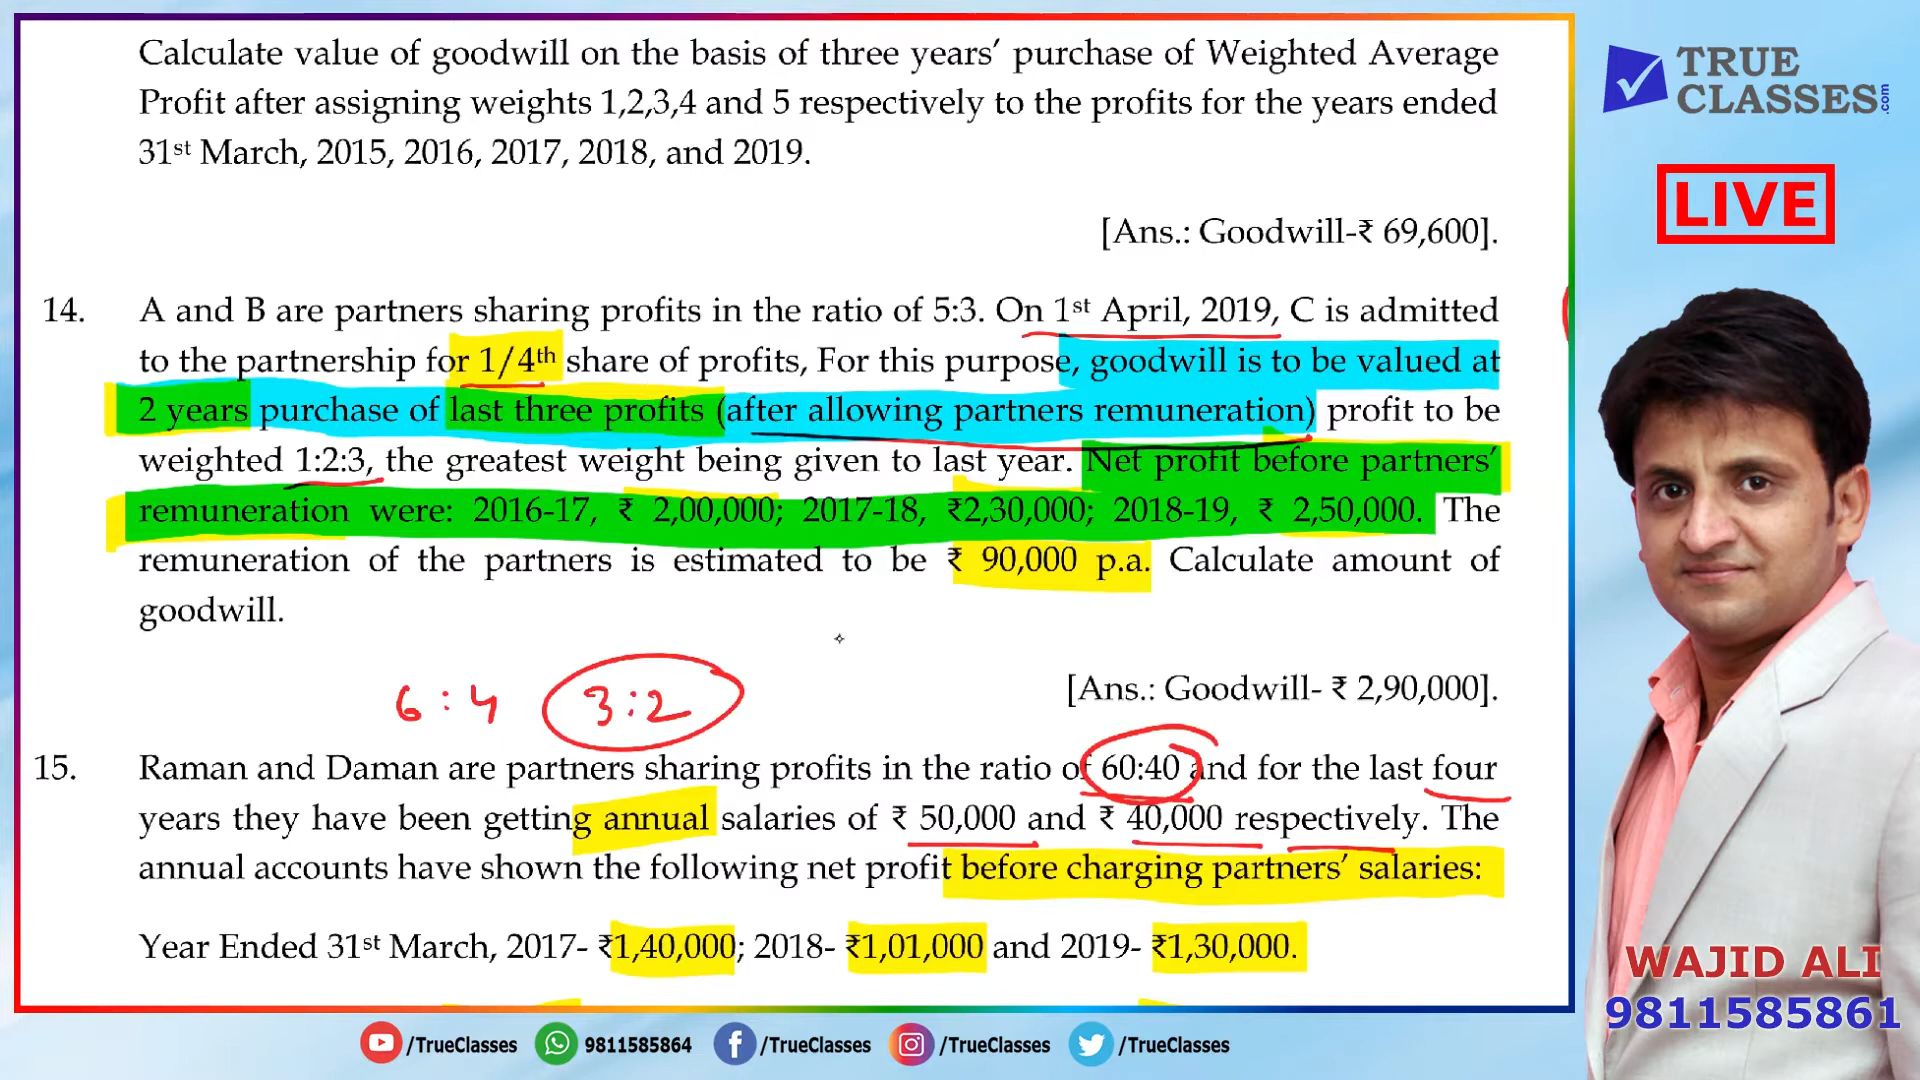 Calculate value of goodwill on the basis of three years’ purchase of Weighted Average
Profit after assigning weights 1,2,3,4 and 5 respectively to the profits for the years ended
31st March, 2015, 2016, 2017, 2018, and 2019.
[Ans.: Goodwill-₹ 69,600].
14. A and B are partners sharing profits in the ratio of 5:3. On 1st April, 2019, C is admitted
to the partnership for 1/4th share of profits, For this purpose, goodwill is to be valued at
2 years purchase of last three profits (after allowing partners remuneration) profit to be
weighted 1:2:3, the greatest weight being given to last year. Net profit before partners’
remuneration were: 2016-17, ₹ 2,00,000; 2017-18, ₹2,30,000; 2018-19, ₹ 2,50,000. The
remuneration of the partners is estimated to be ₹ 90,000 p.a. Calculate amount of
goodwill.
6 : 4 3:2
[Ans.: Goodwill- ₹ 2,90,000].
15. Raman and Daman are partners sharing profits in the ratio of 60:40 and for the last four
years they have been getting annual salaries of ₹ 50,000 and ₹ 40,000 respectively. The
annual accounts have shown the following net profit before charging partners’ salaries:
Year Ended 31st March, 2017- ₹1,40,000; 2018- ₹1,01,000 and 2019- ₹1,30,000.
TRUE
CLASSES.com
LIVE
WAJID ALI
9811585861
/TrueClasses 9811585864 /TrueClasses /TrueClasses /TrueClasses